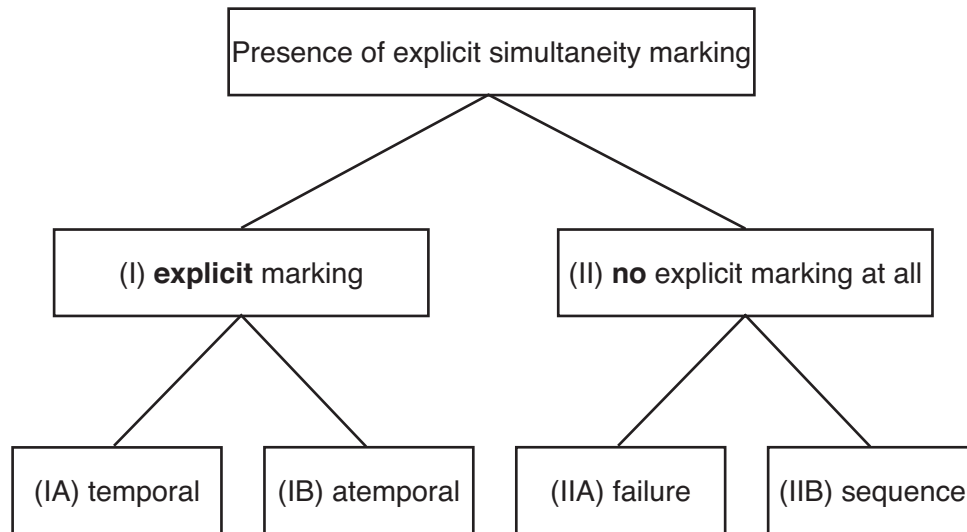 Presence of explicit simultaneity marking
(I) explicit marking
(II) no explicit marking at all
(IA) temporal
(IB) atemporal
(IIA) failure
(IIB) sequence